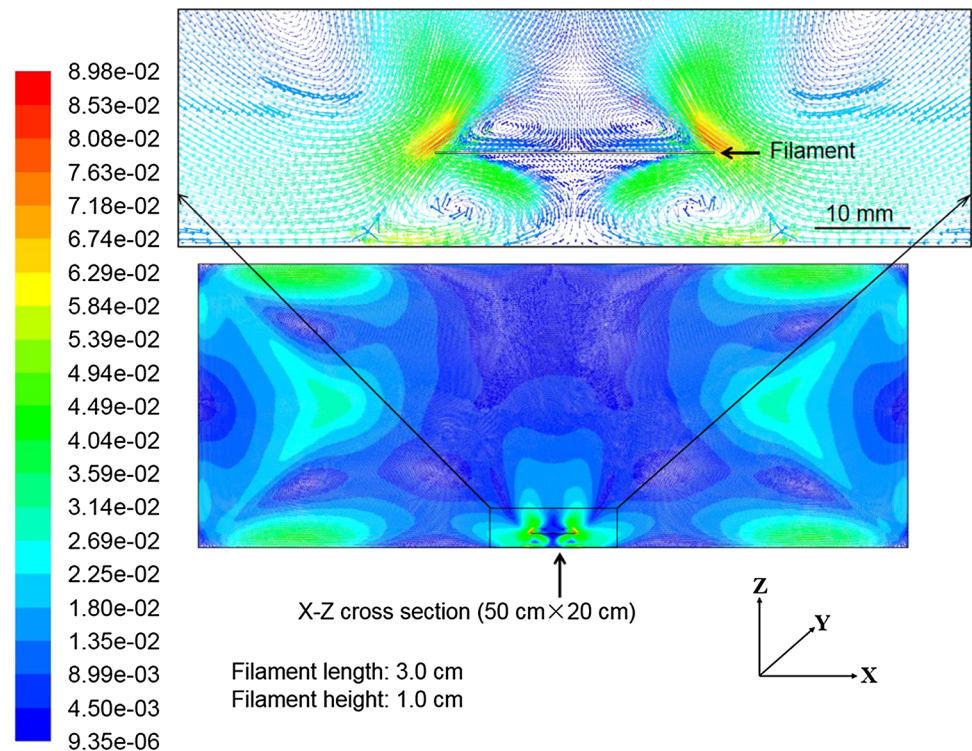 8.98e-02
8.53e-02
8.08e-02
7.63e-02
7.18e-02
6.74e-02
6.29e-02
5.84e-02
5.39e-02
4.94e-02
4.49e-02
4.04e-02
3.59e-02
3.14e-02
2.69e-02
2.25e-02
1.80e-02
1.35e-02
8.99e-03
4.50e-03
9.35e-06
Filament
10 mm
X-Z cross section (50 cm×20 cm)
Filament length: 3.0 cm
Filament height: 1.0 cm
Z
Y
X